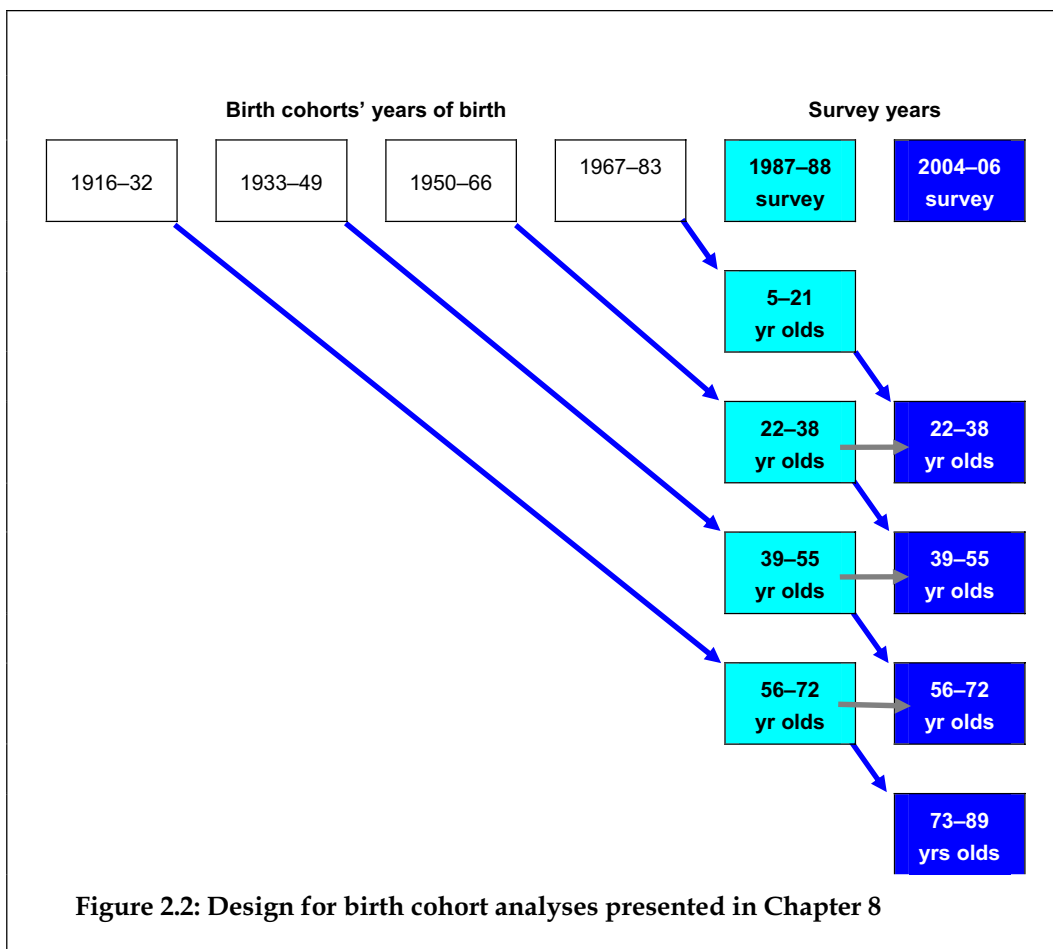 Birth cohorts’ years of birth
Survey years
1916–32
1933–49
1950–66
1967–83
1987–88
survey
2004–06
survey
5–21
yr olds
22–38
yr olds
22–38
yr olds
39–55
yr olds
39–55
yr olds
56–72
yr olds
56–72
yr olds
73–89
yrs olds
Figure 2.2: Design for birth cohort analyses presented in Chapter 8